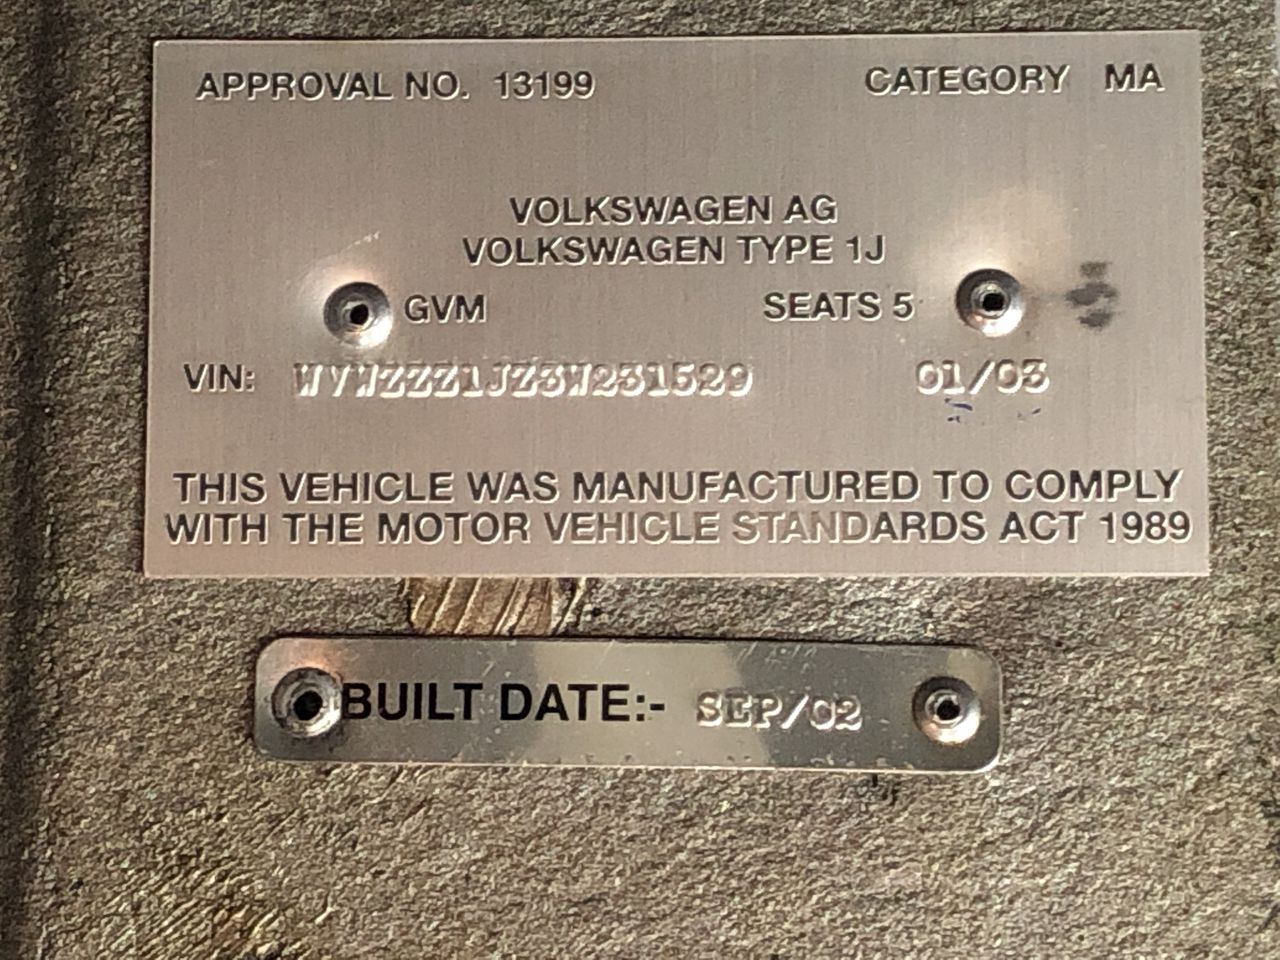 APPROVAL NO. 13199 CATEGORY MA
VOLKSWAGEN AG
VOLKSWAGEN TYPE 1J
GVM SEATS 5
VIN: WVWZZZ1JZ3W231529 01/03
THIS VEHICLE WAS MANUFACTURED TO COMPLY
WITH THE MOTOR VEHICLE STANDARDS ACT 1989
BUILT DATE:- SEP/02